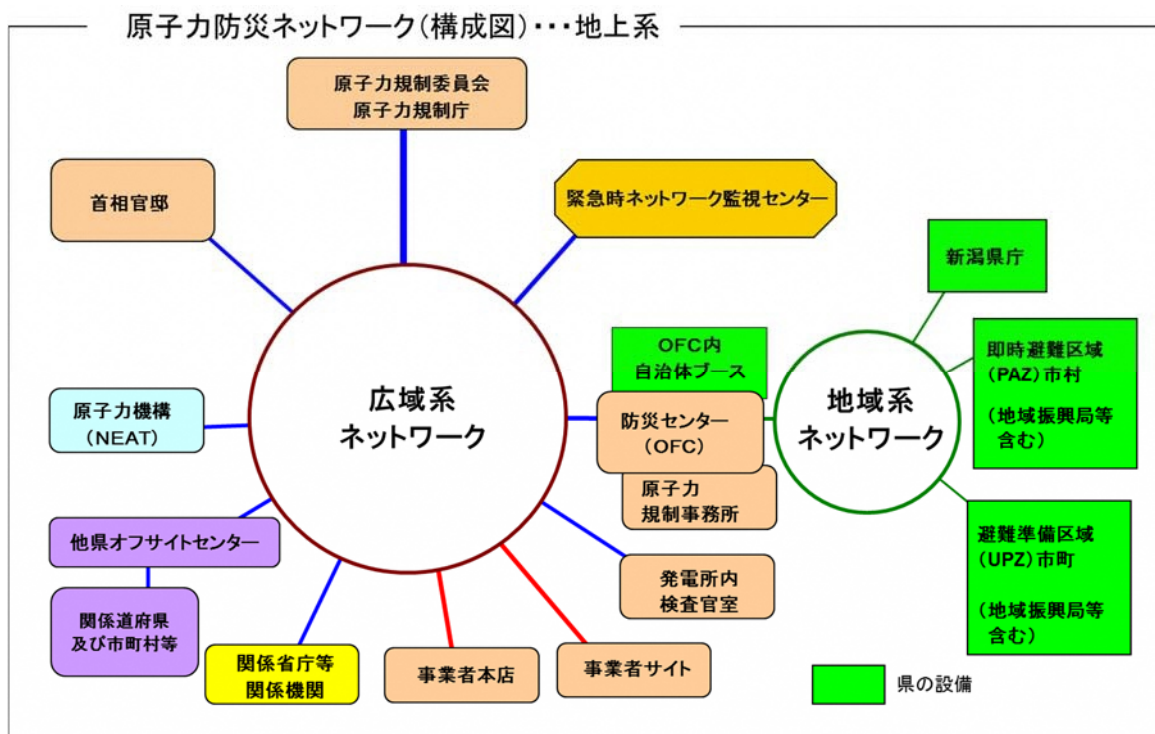 原子力防災ネットワーク(構成図)・・・地上系
原子力規制委員会
原子力規制庁
首相官邸
緊急時ネットワーク監視センター
新潟県庁
OFC内
自治体ブース
即時避難区域
(PAZ)市村
(地域振興局等
含む)
広域系
ネットワーク
地域系
ネットワーク
原子力機構
(NEAT)
防災センター
(OFC)
原子力
規制事務所
他県オフサイトセンター
避難準備区域
(UPZ)市町
(地域振興局等
含む)
発電所内
検査官室
関係道府県
及び市町村等
関係省庁等
関係機関
事業者本店
事業者サイト
県の設備